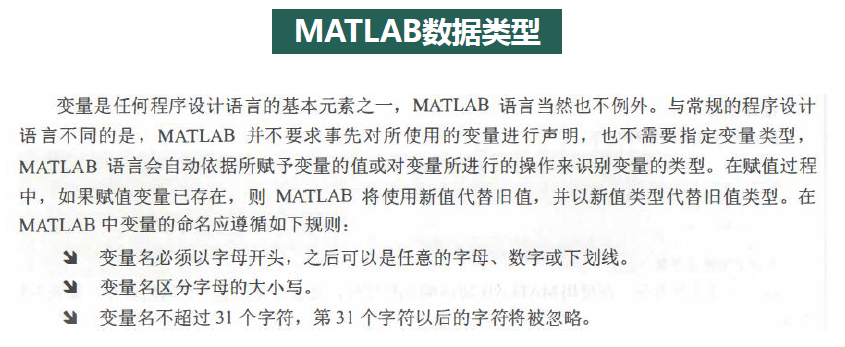 MATLAB数据类型
变量是任何程序设计语言的基本元素之一，MATLAB 语言当然也不例外。与常规的程序设计
语言不同的是，MATLAB 并不要求事先对所使用的变量进行声明，也不需要指定变量类型，
MATLAB 语言会自动依据所赋予变量的值或对变量所进行的操作来识别变量的类型。在赋值过程
中，如果赋值变量已存在，则 MATLAB 将使用新值代替旧值，并以新值类型代替旧值类型。在
MATLAB 中变量的命名应遵循如下规则：
变量名必须以字母开头，之后可以是任意的字母、数字或下划线。
变量名区分字母的大小写。
变量名不超过 31 个字符，第 31 个字符以后的字符将被忽略。